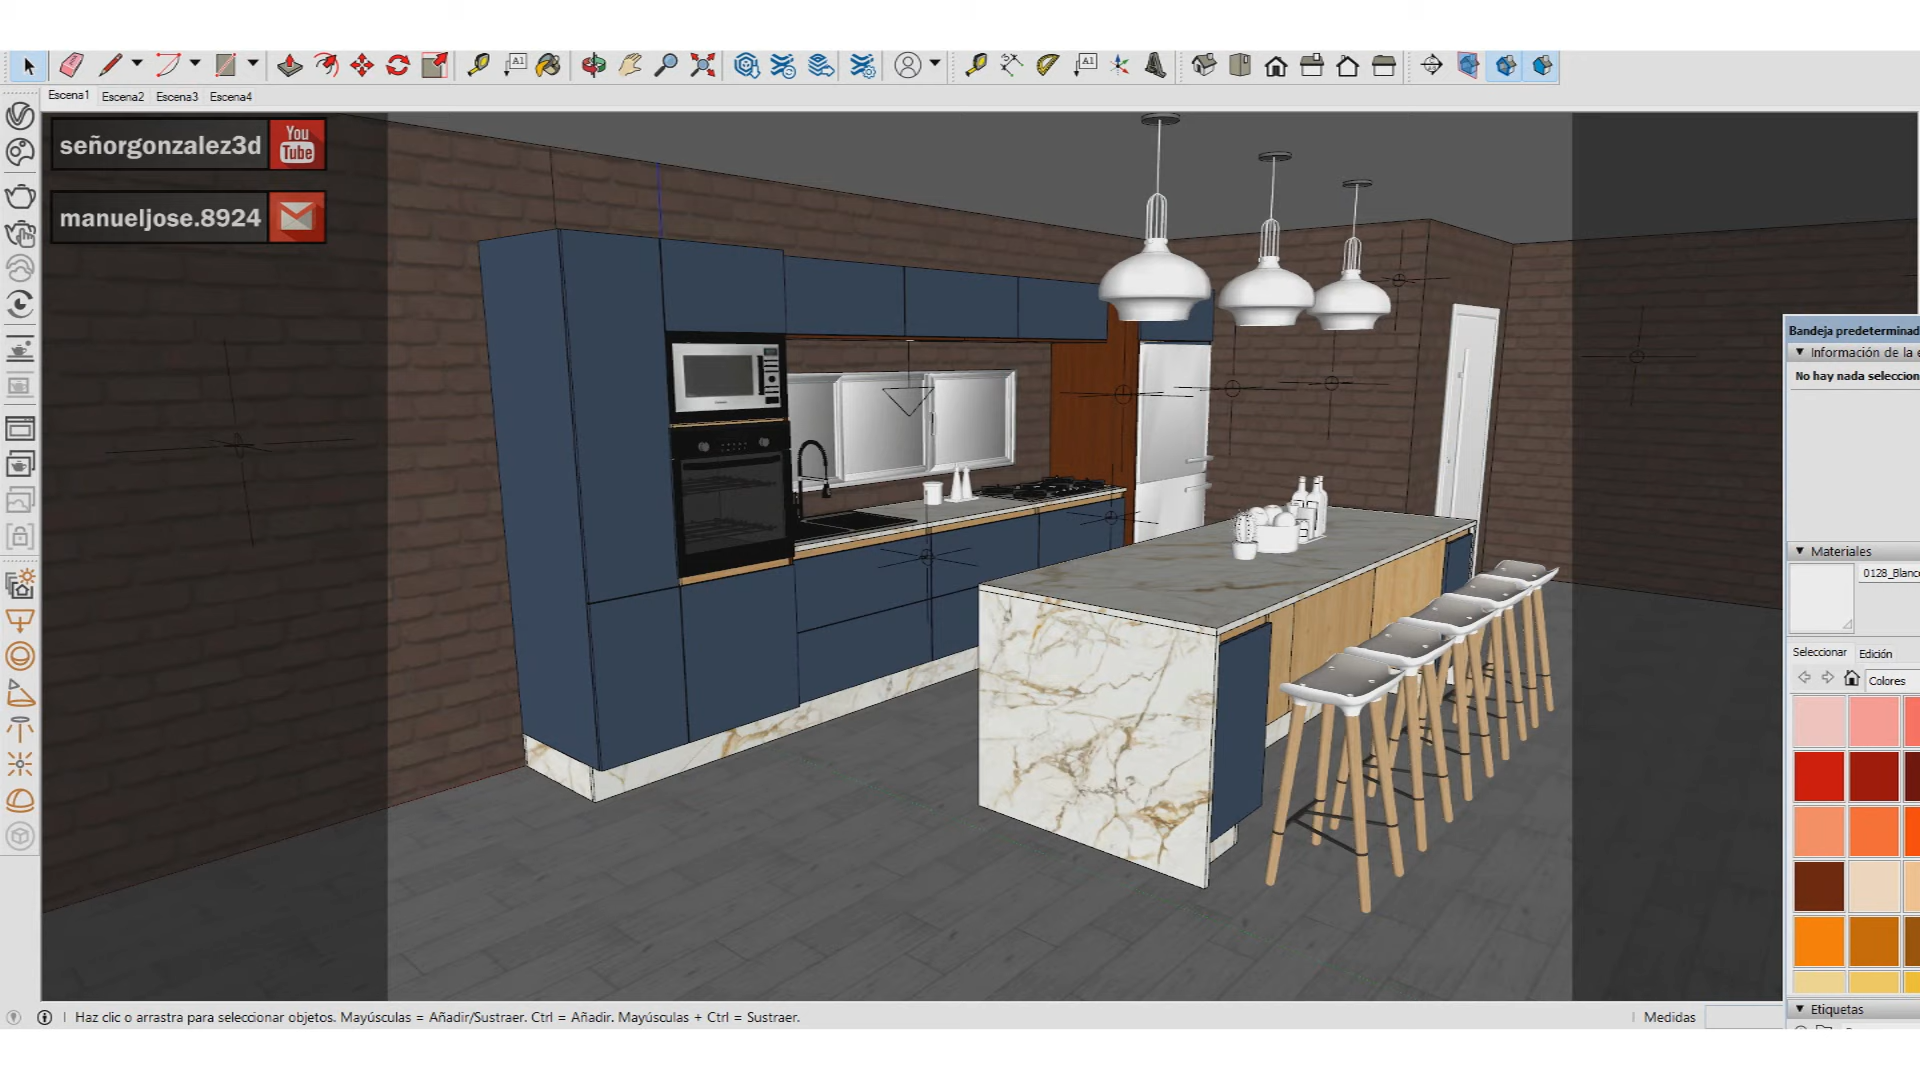 Escena1 Escena2 Escena3 Escena4
señorgonzalez3d You Tube
manueljose.8924
Bandeja predeterminad
Información de la e
No hay nada seleccion
Materiales
0128_Blanc
Seleccionar Edición
Colores
Etiquetas
Haz clic o arrastra para seleccionar objetos. Mayúsculas = Añadir/Sustraer. Ctrl = Añadir. Mayúsculas + Ctrl = Sustraer.
Medidas